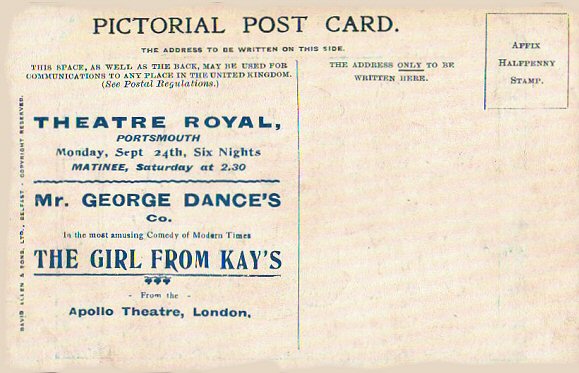 PICTORIAL POST CARD.
THE ADDRESS TO BE WRITTEN ON THIS SIDE.
THIS SPACE, AS WELL AS THE BACK, MAY BE USED FOR
COMMUNICATIONS TO ANY PLACE IN THE UNITED KINGDOM.
(See Postal Regulations.)
THE ADDRESS ONLY TO BE
WRITTEN HERE.
AFFIX
HALFPENNY
STAMP.
THEATRE ROYAL,
PORTSMOUTH
Monday, Sept 24th, Six Nights
MATINEE, Saturday at 2.30
Mr. GEORGE DANCE'S
Co.
In the most amusing Comedy of Modern Times
THE GIRL FROM KAY'S
- From the -
Apollo Theatre, London.
DAVID ALLEN & SONS, LTD., BELFAST - COPYRIGHT RESERVED.